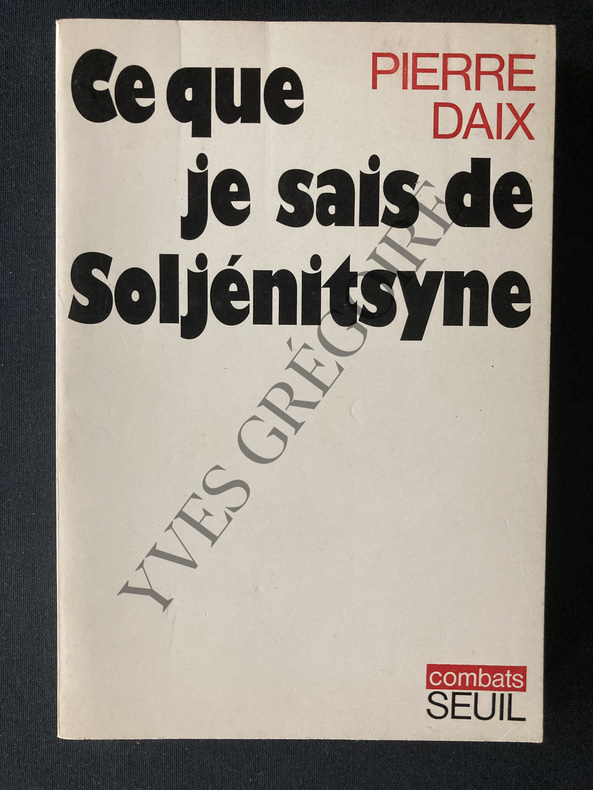 Ce que
PIERRE
DAIX
je sais de
Soljénitsyne
YVES GRÉGOIRE
combats
SEUIL